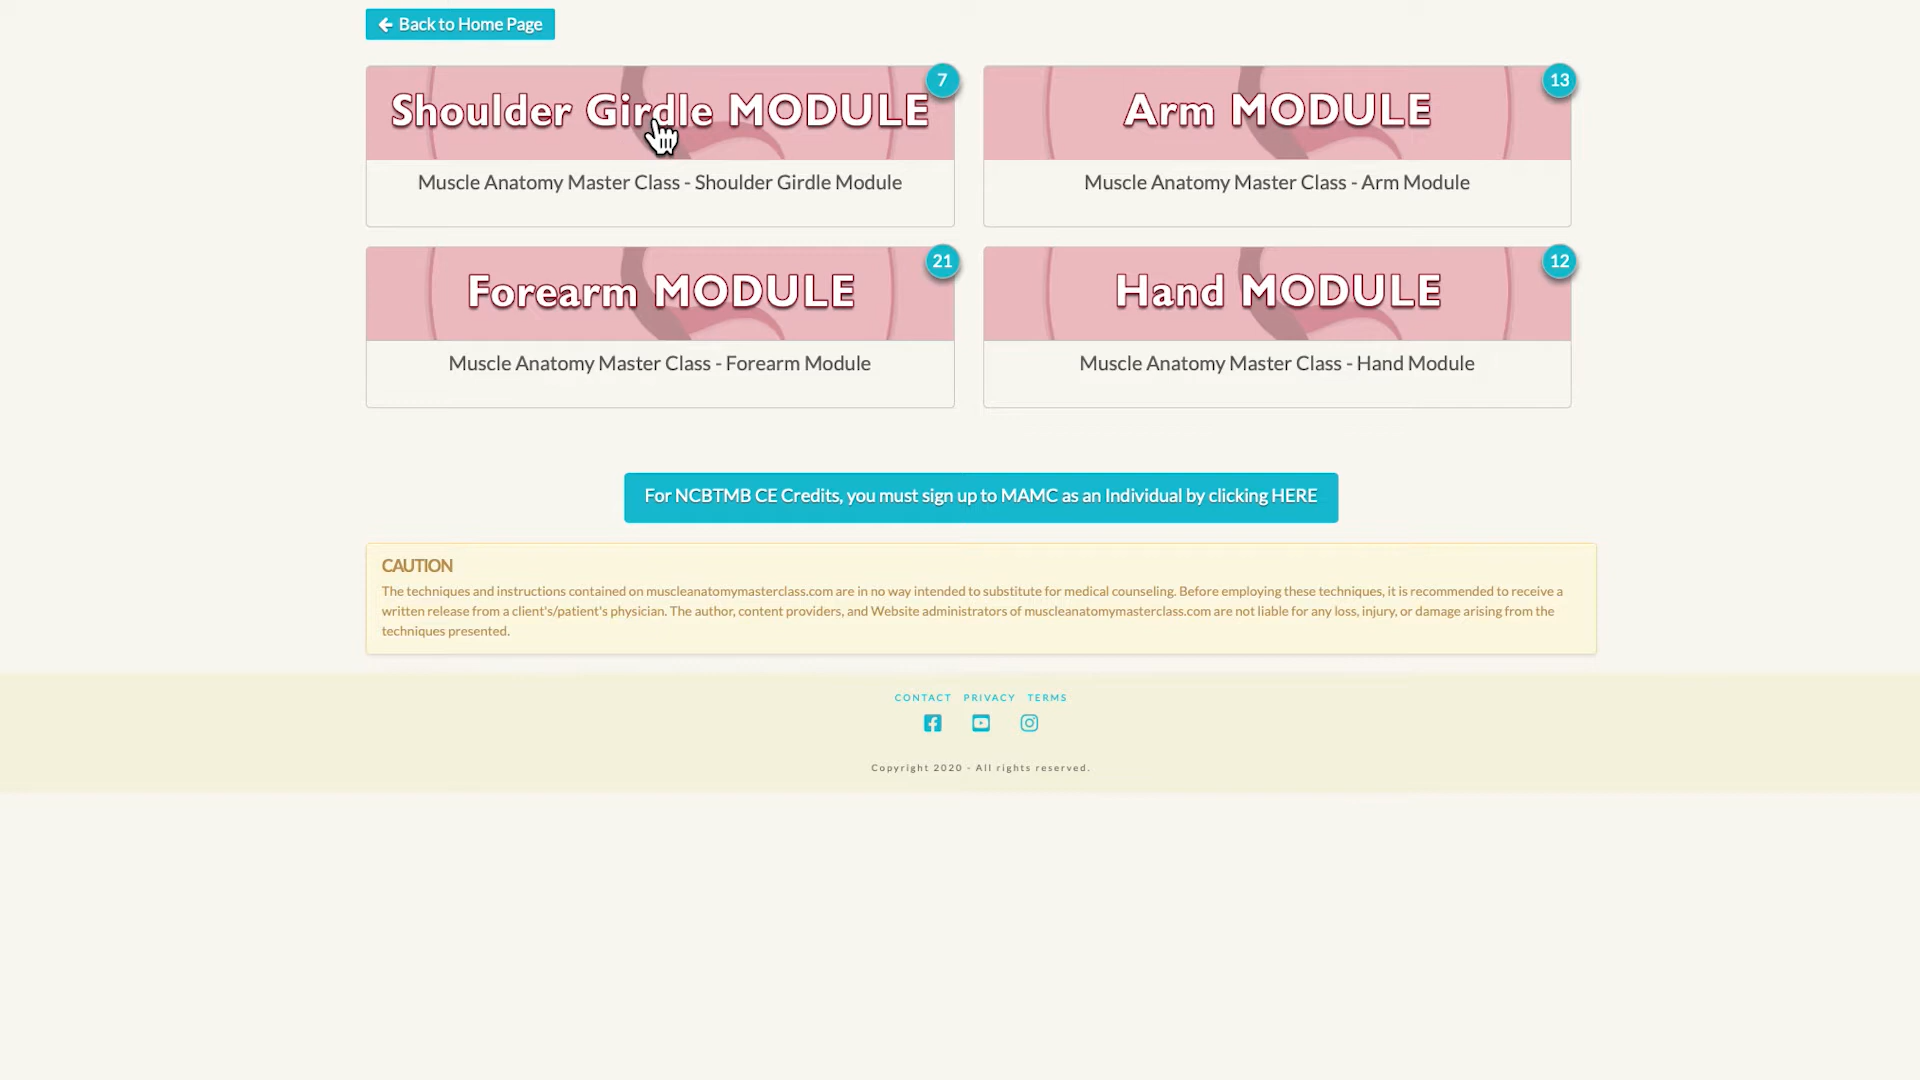 Back to Home Page
7
Shoulder Girdle MODULE
Muscle Anatomy Master Class - Shoulder Girdle Module
13
Arm MODULE
Muscle Anatomy Master Class - Arm Module
21
Forearm MODULE
Muscle Anatomy Master Class - Forearm Module
12
Hand MODULE
Muscle Anatomy Master Class - Hand Module
For NCBTMB CE Credits, you must sign up to MAMC as an Individual by clicking HERE
CAUTION
The techniques and instructions contained on muscleanatomymasterclass.com are in no way intended to substitute for medical counseling. Before employing these techniques, it is recommended to receive a
written release from a client's/patient's physician. The author, content providers, and Website administrators of muscleanatomymasterclass.com are not liable for any loss, injury, or damage arising from the
techniques presented.
CONTACT PRIVACY TERMS
Copyright 2020 - All rights reserved.